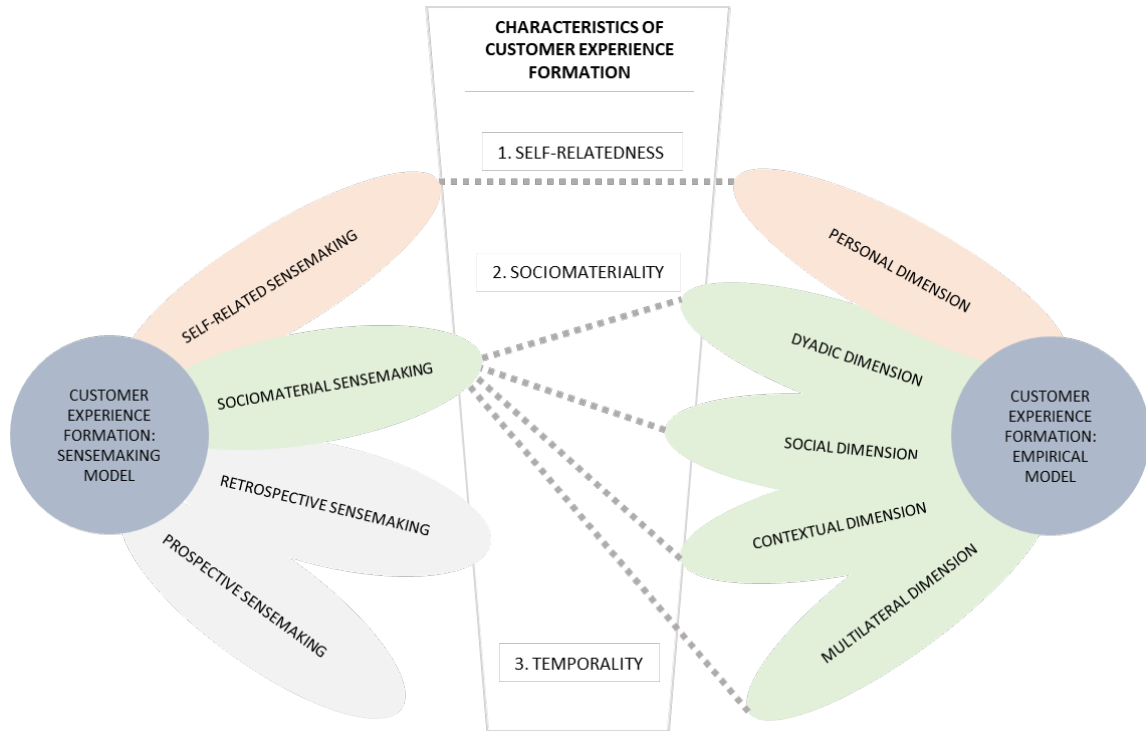 CHARACTERISTICS OF
CUSTOMER EXPERIENCE
FORMATION
1. SELF-RELATEDNESS
2. SOCIOMATERIALITY
3. TEMPORALITY
CUSTOMER
EXPERIENCE
FORMATION:
SENSEMAKING
MODEL
SELF-RELATED SENSEMAKING
SOCIOMATERIAL SENSEMAKING
RETROSPECTIVE SENSEMAKING
PROSPECTIVE SENSEMAKING
PERSONAL DIMENSION
DYADIC DIMENSION
SOCIAL DIMENSION
CONTEXTUAL DIMENSION
MULTILATERAL DIMENSION
CUSTOMER
EXPERIENCE
FORMATION:
EMPIRICAL
MODEL